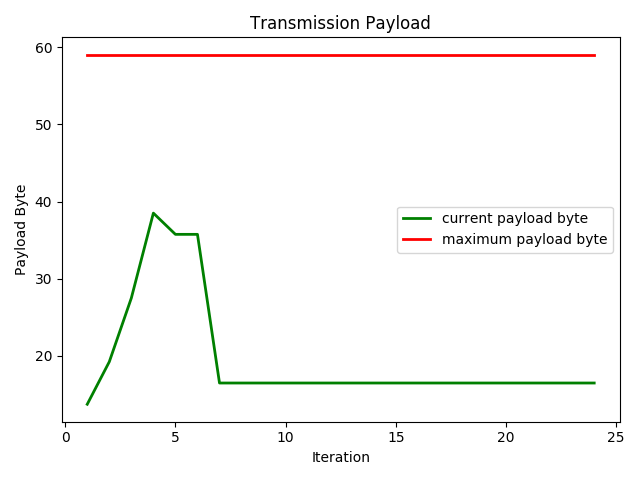 Transmission Payload
60
50
40
30
20
Payload Byte
current payload byte
maximum payload byte
0
5
10
15
20
25
Iteration